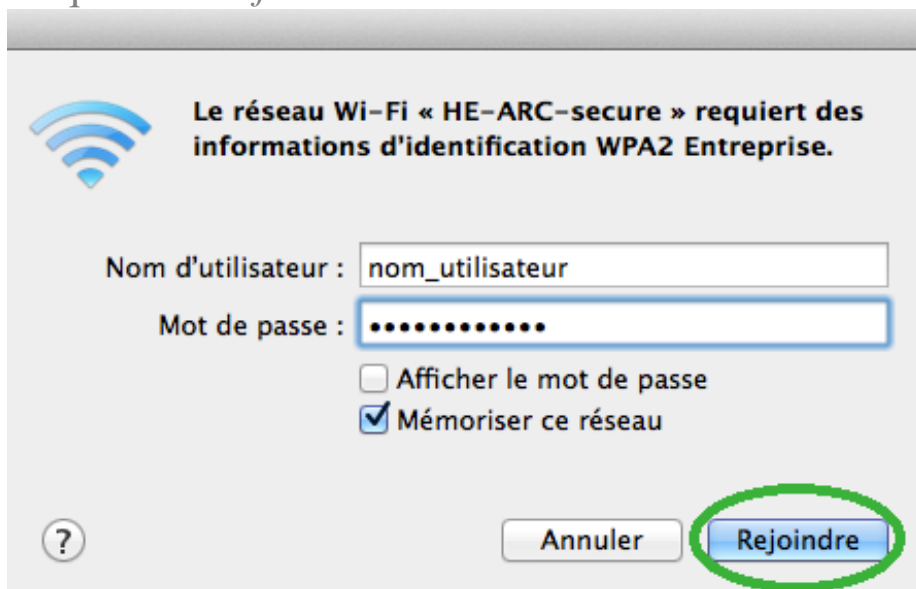 Le réseau Wi-Fi « HE-ARC-secure » requiert des
informations d'identification WPA2 Entreprise.
Nom d'utilisateur : nom_utilisateur
Mot de passe : ••••••••••••
Afficher le mot de passe
Mémoriser ce réseau
? Annuler Rejoindre